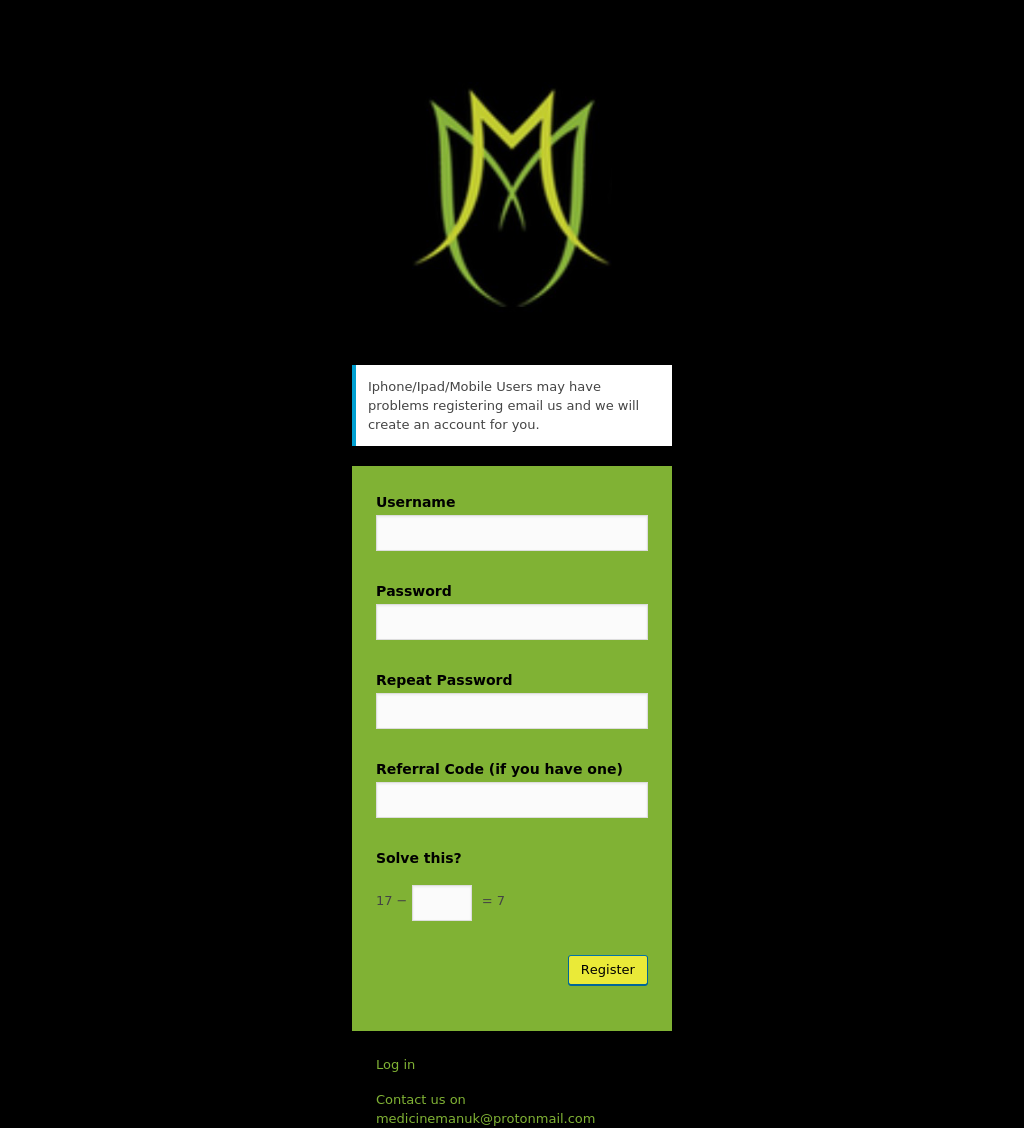 Iphone/Ipad/Mobile Users may have
problems registering email us and we will
create an account for you.
Username
Password
Repeat Password
Referral Code (if you have one)
Solve this?
17 − = 7
Register
Log in
Contact us on
medicinemanuk@protonmail.com